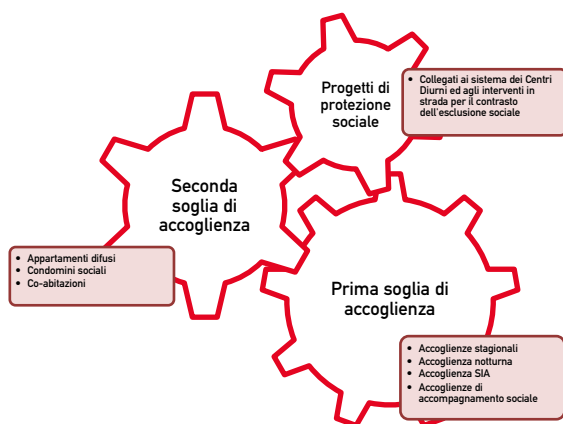 Progetti di
protezione
sociale
• Collegati ai sistema dei Centri
Diurni ed agli interventi in
strada per il contrasto
dell'esclusione sociale
Seconda
soglia di
accoglienza
• Appartamenti difusi
• Condomini sociali
• Co-abitazioni
Prima soglia di
accoglienza
• Accoglienze stagionali
• Accoglienza notturna
• Accoglienza SIA
• Accoglienze di
accompagnamento sociale